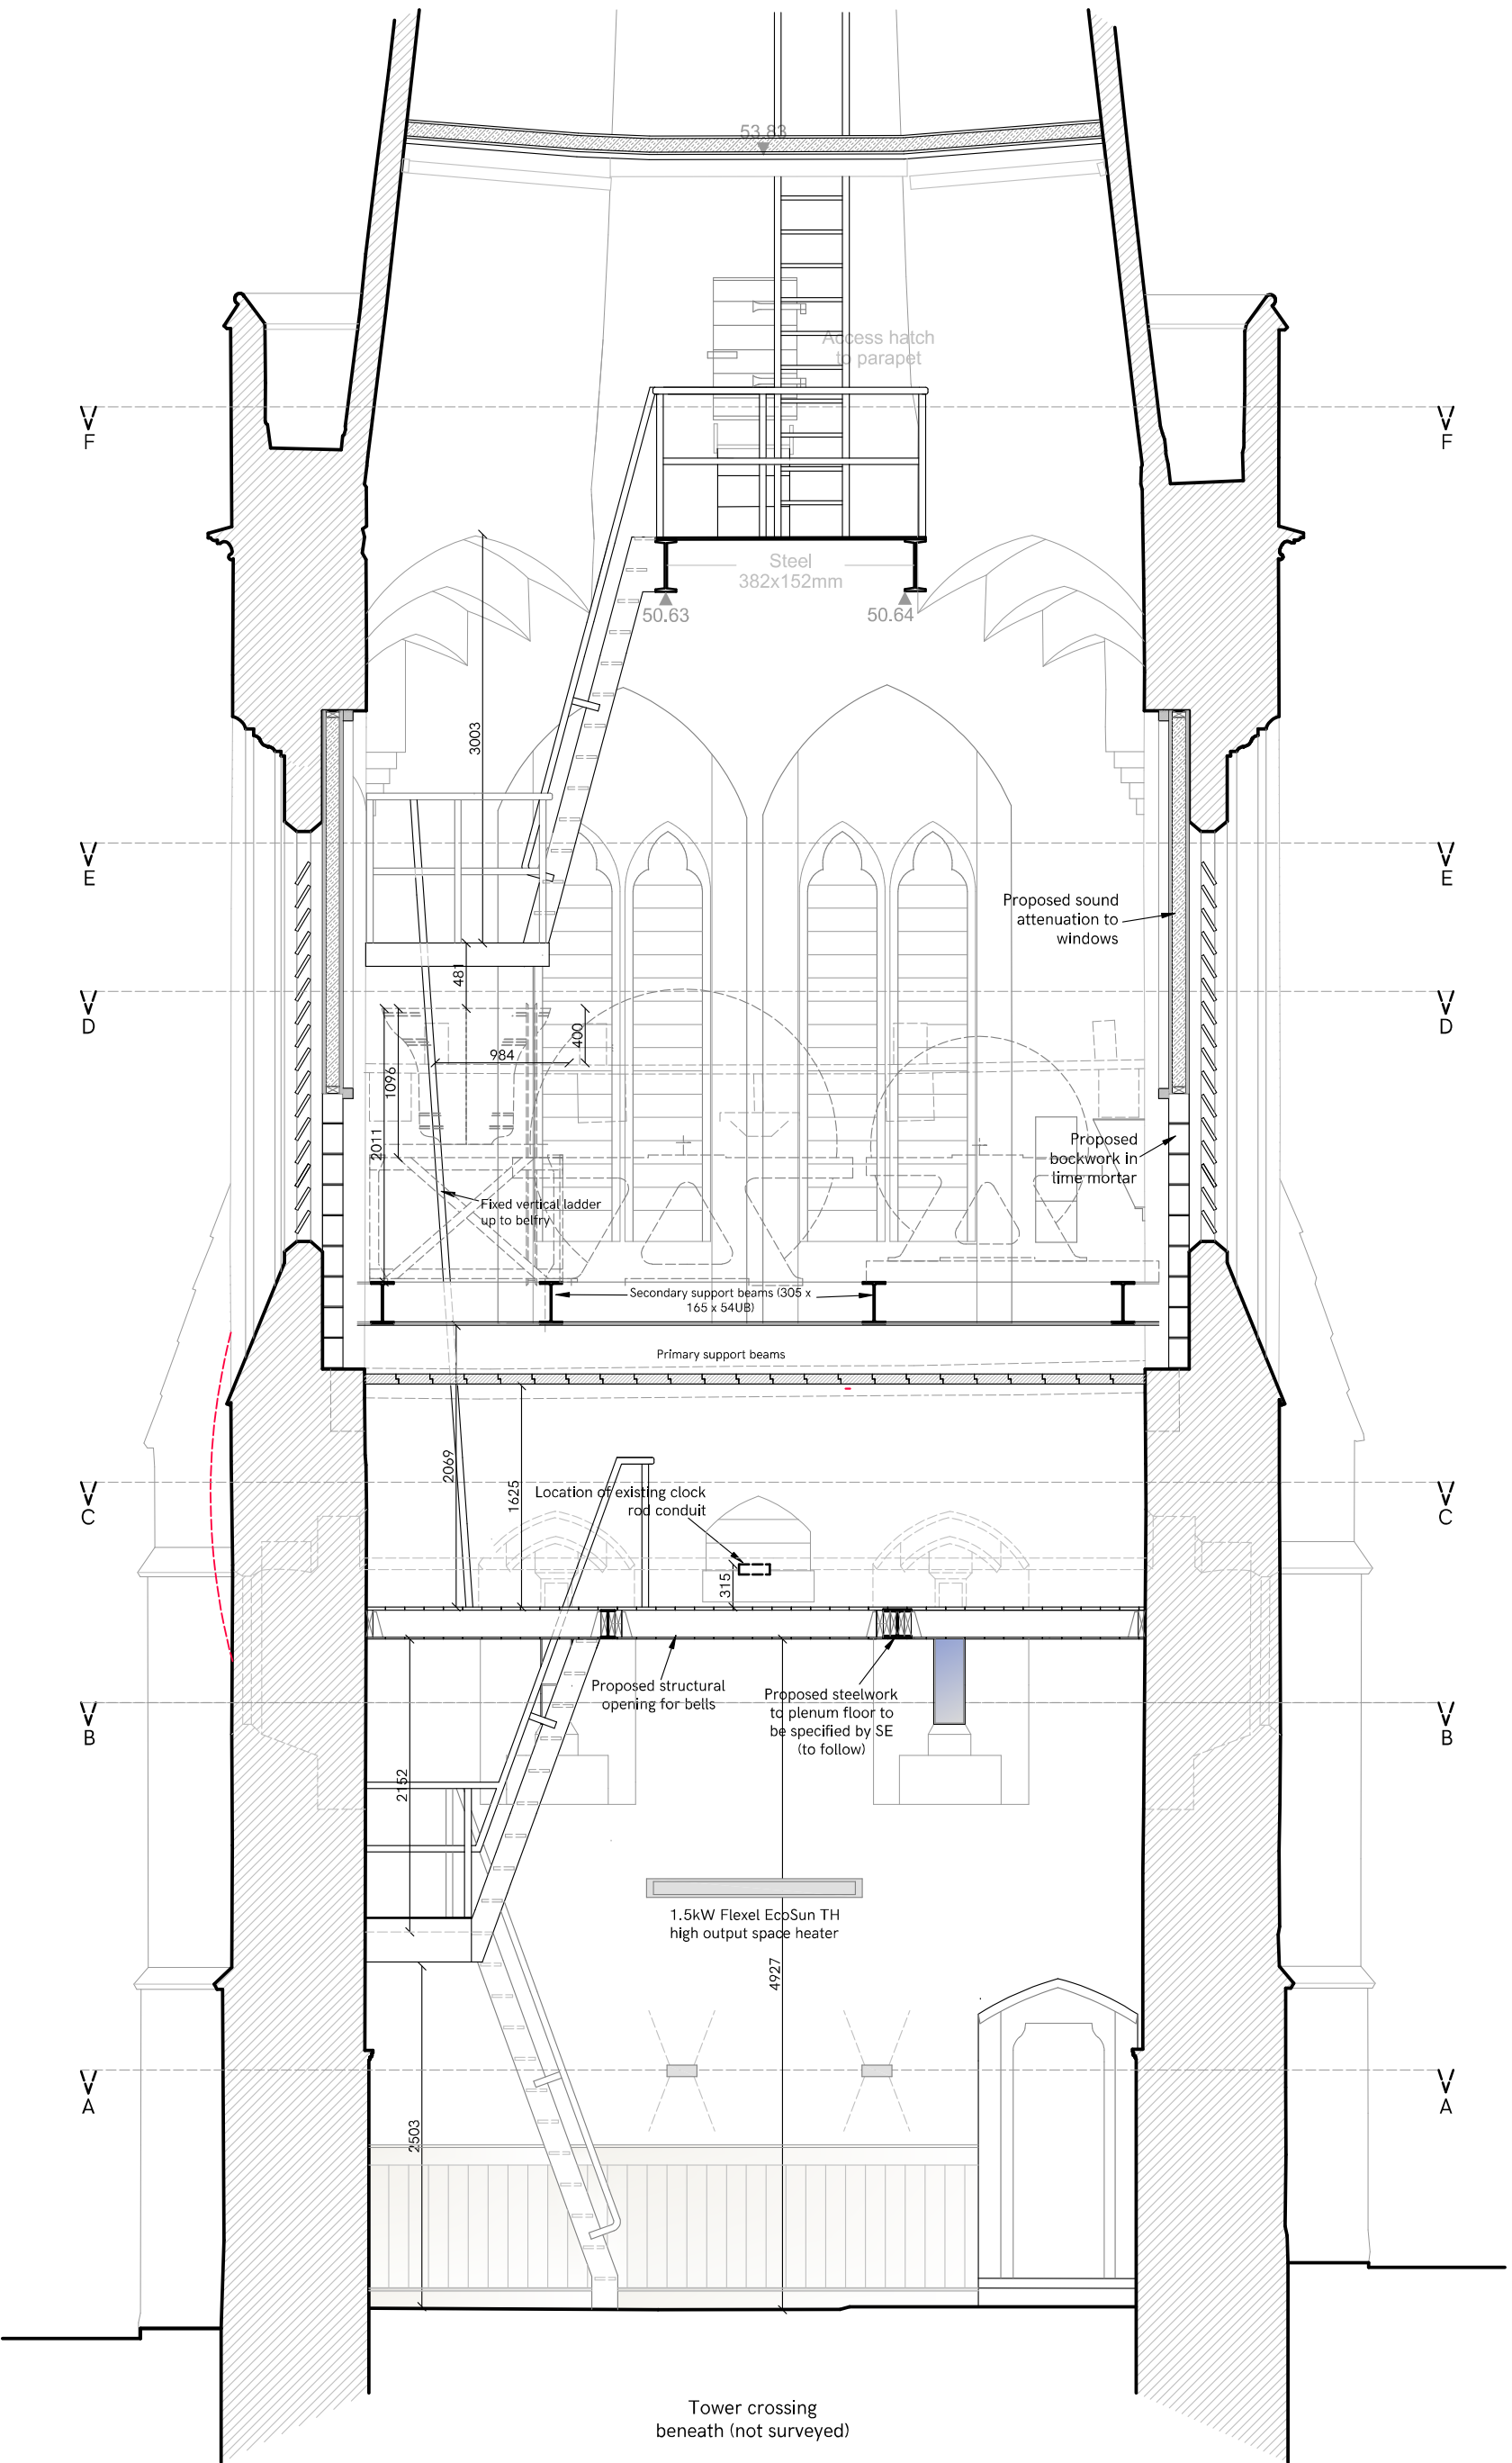 53.83
Access hatch
to parapet
F
F
Steel
382x152mm
50.63
50.64
3003
E
E
Proposed sound
attenuation to
windows
481
D
D
400
984
1096
2011
Proposed
bockwork in
lime mortar
Fixed vertical ladder
up to belfry
Secondary support beams (305 x
165 x 54UB)
Primary support beams
2069
1625
C
C
Location of existing clock
rod conduit
315
Proposed structural
opening for bells
Proposed steelwork
to plenum floor to
be specified by SE
(to follow)
B
B
2152
1.5kW Flexel EcoSun TH
high output space heater
4927
A
A
2503
Tower crossing
beneath (not surveyed)